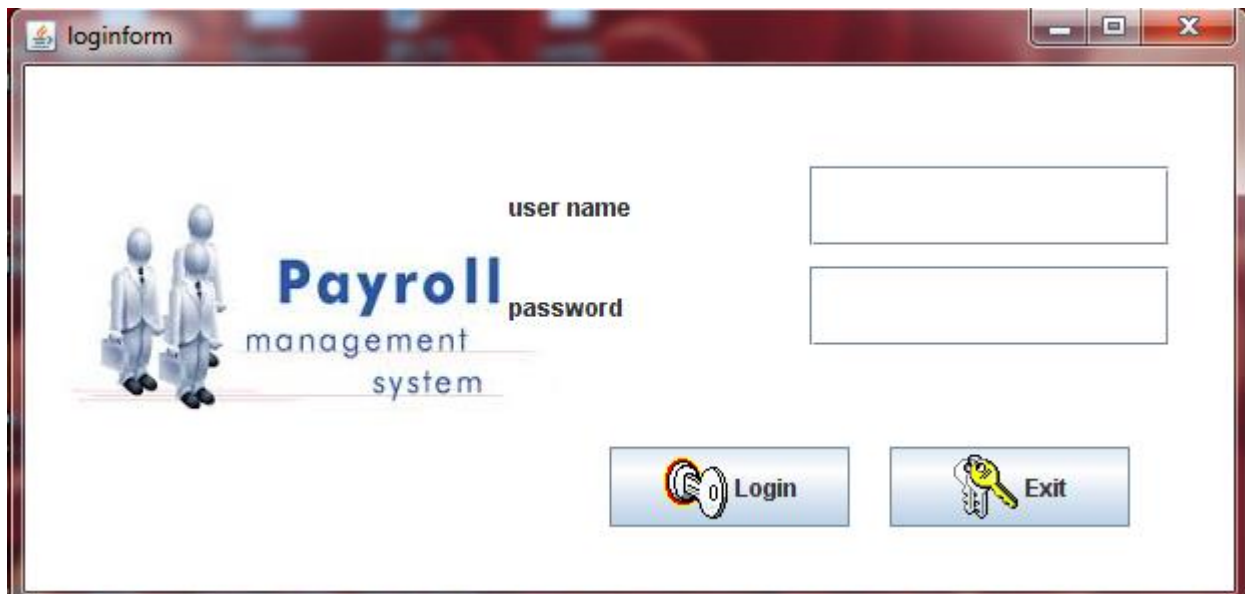 loginform
user name
Payroll
password
management
system
Login
Exit